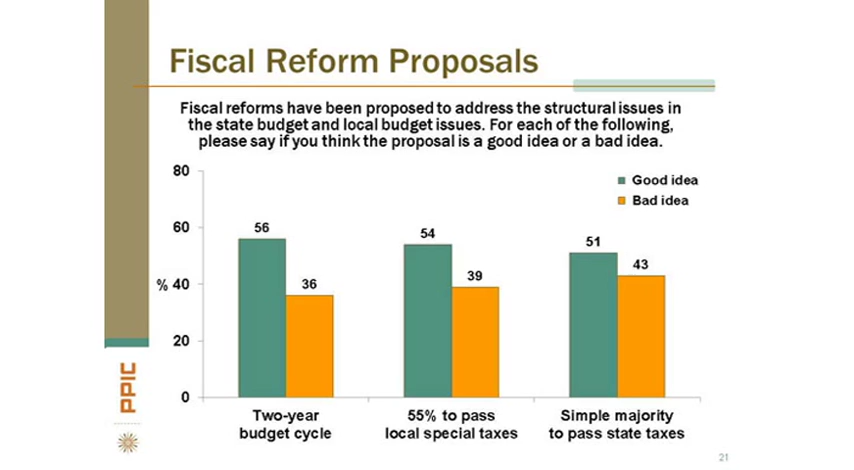 Fiscal Reform Proposals
Fiscal reforms have been proposed to address the structural issues in
the state budget and local budget issues. For each of the following,
please say if you think the proposal is a good idea or a bad idea.
80
60
% 40
20
0
Good idea
Bad idea
56
36
54
39
51
43
Two-year
budget cycle
55% to pass
local special taxes
Simple majority
to pass state taxes
PPIC
21